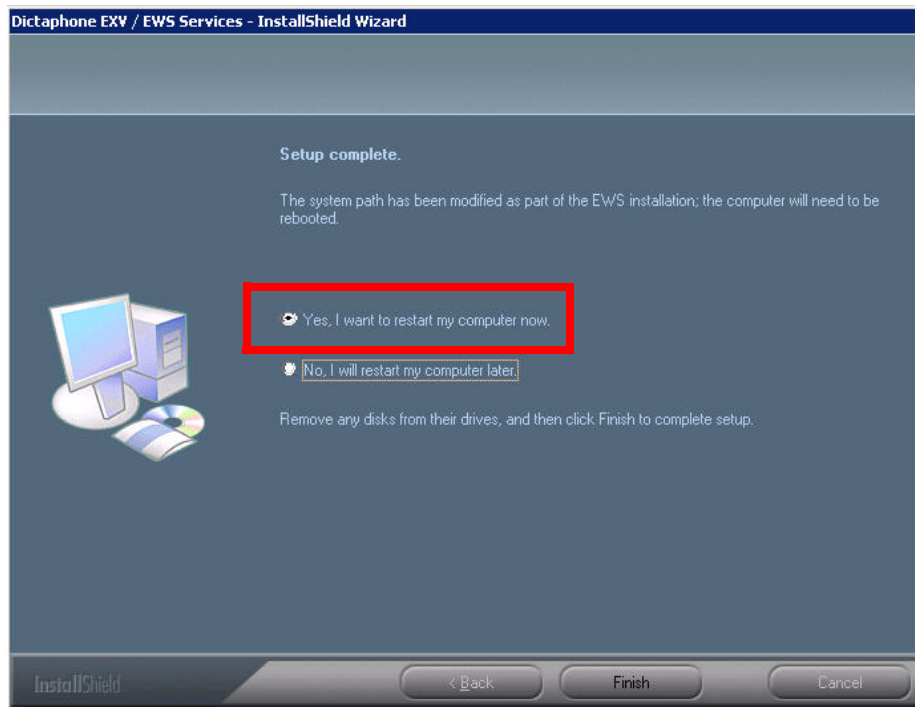 Dictaphone EXV / EWS Services - InstallShield Wizard
Setup complete.
The system path has been modified as part of the EWS installation; the computer will need to be
rebooted.
Yes, I want to restart my computer now.
No, I will restart my computer later.
Remove any disks from their drives, and then click Finish to complete setup.
InstallShield
< Back
Finish
Cancel